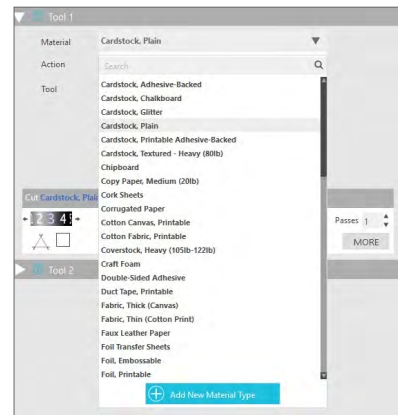 Tool 1
Material Cardstock, Plain
Action Search
Tool
Cardstock, Adhesive-Backed
Cardstock, Chalkboard
Cardstock, Glitter
Cardstock, Plain
Cardstock, Printable Adhesive-Backed
Cardstock, Textured - Heavy (80lb)
Chipboard
Copy Paper, Medium (20lb)
Cork Sheets
Corrugated Paper
Cotton Canvas, Printable
Cotton Fabric, Printable
Coverstock, Heavy (105lb-122lb)
Craft Foam
Double-Sided Adhesive
Duct Tape, Printable
Fabric, Thick (Canvas)
Fabric, Thin (Cotton Print)
Faux Leather Paper
Foil Transfer Sheets
Foil, Embossable
Foil, Printable
Add New Material Type
Cut Cardstock, Plai
1 2 3 4
Passes 1
MORE
Tool 2